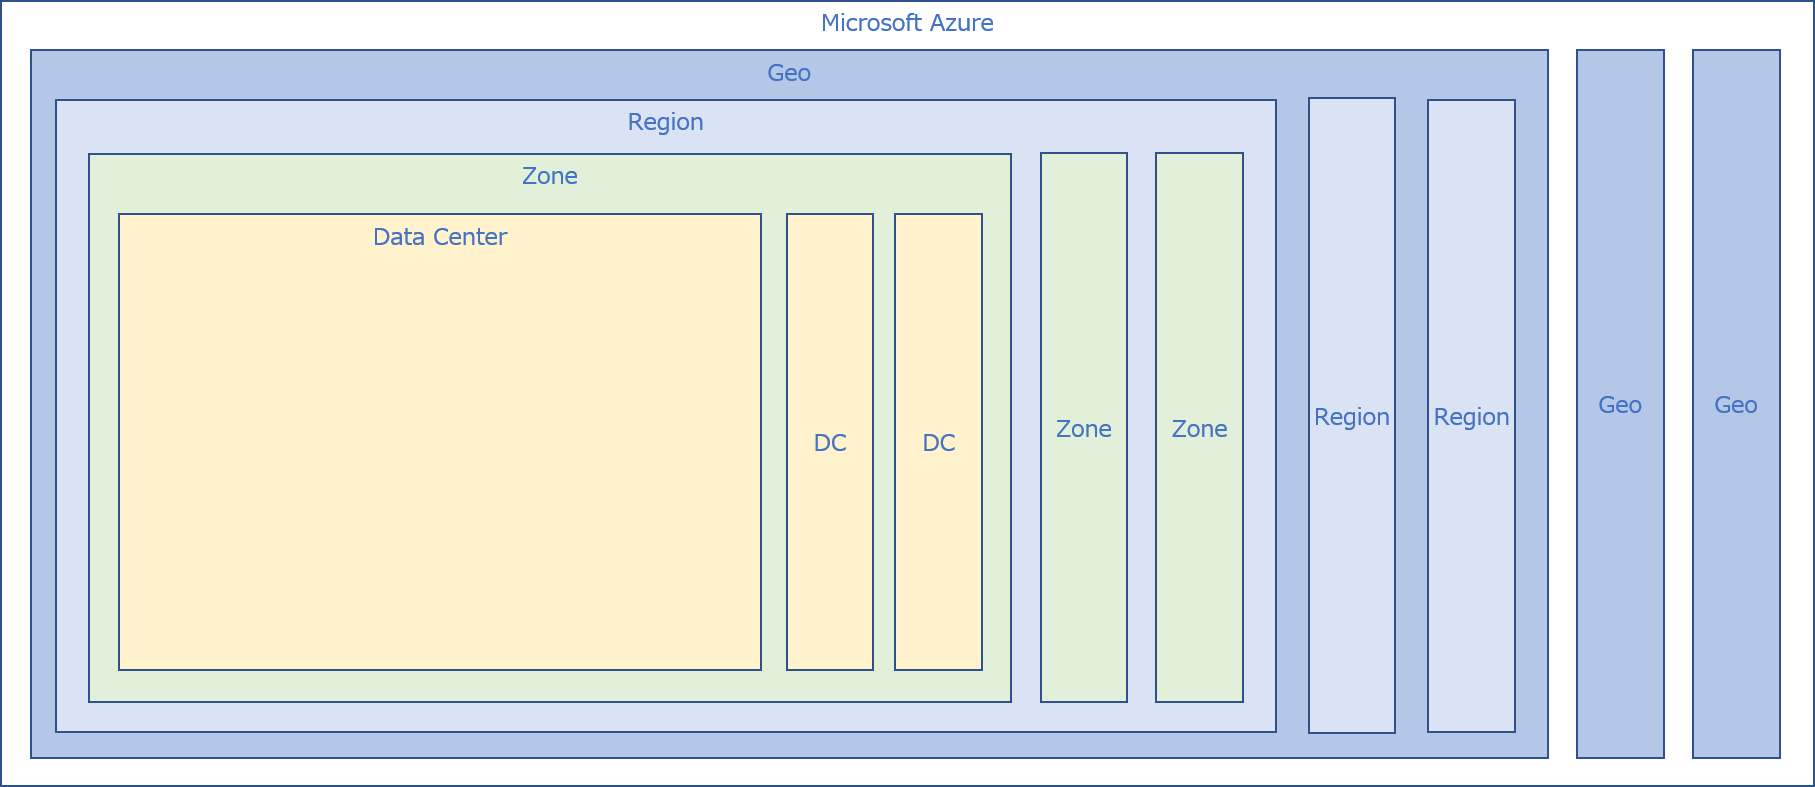 Microsoft Azure
Geo
Region
Zone
Data Center
DC
DC
Zone
Zone
Region
Region
Geo
Geo